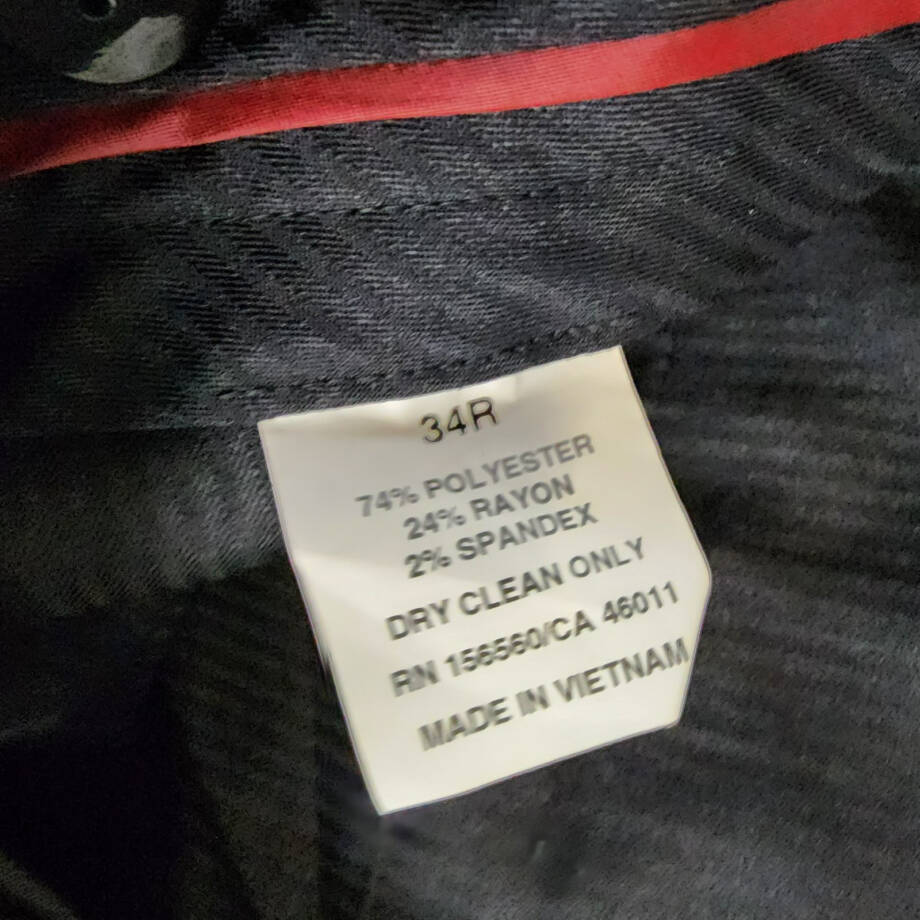 34R
74% POLYESTER
24% RAYON
2% SPANDEX
DRY CLEAN ONLY
RN 156560/CA 46011
MADE IN VIETNAM